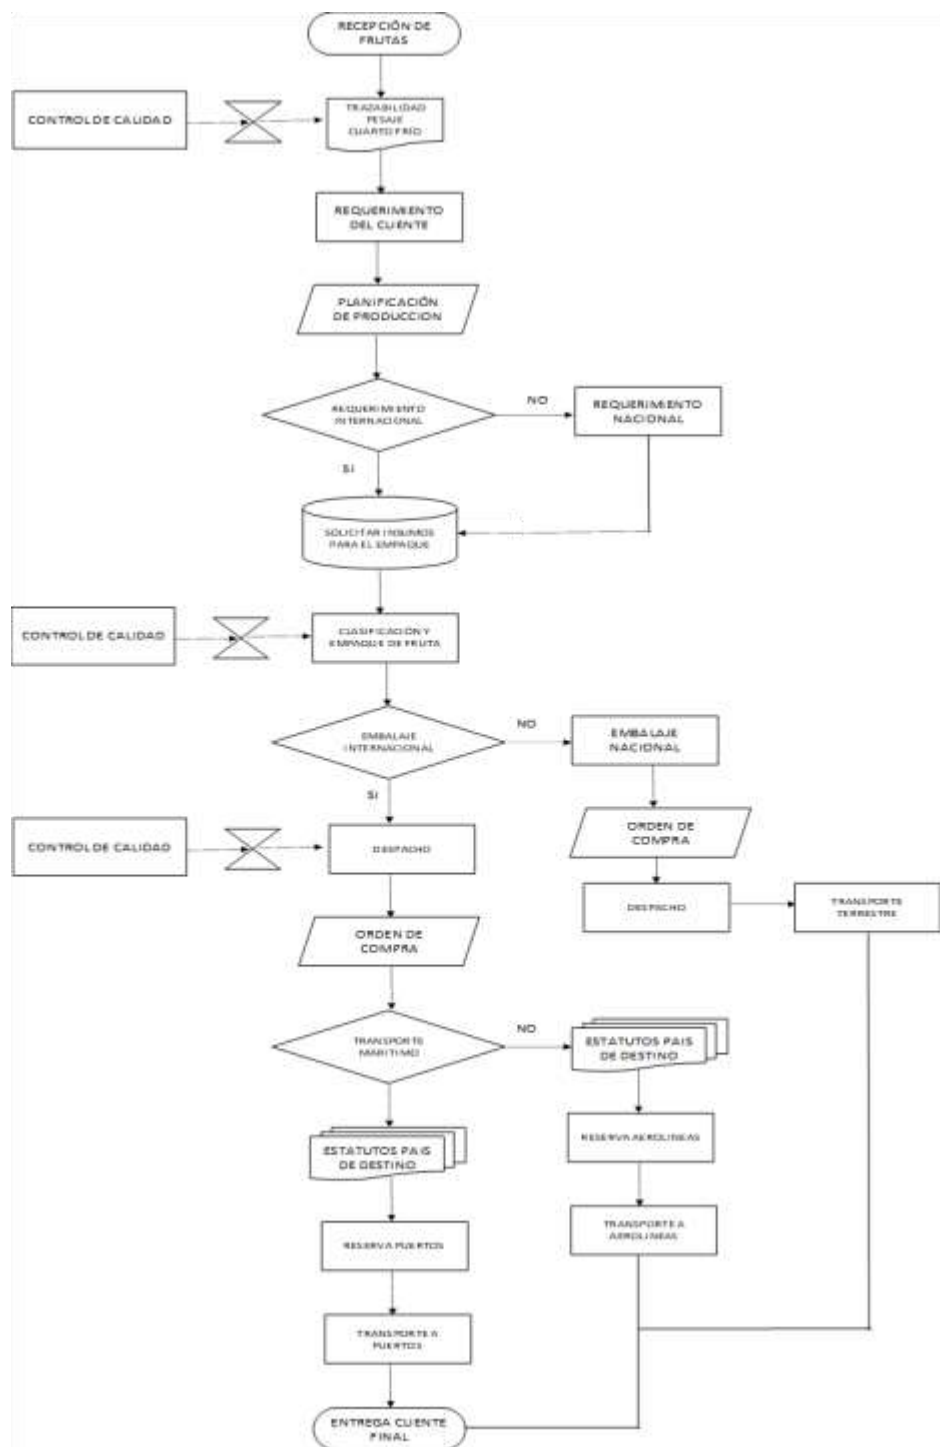 RECEPCIÓN DE
FRUTAS
CONTROL DE CALIDAD
TRAZABILIDAD
PESAJE
CUARTO FRÍO
REQUERIMIENTO
DEL CLIENTE
PLANIFICACIÓN
DE PRODUCCION
REQUERIMIENTO
INTERNACIONAL
NO
REQUERIMIENTO
NACIONAL
SI
SOLICITAR INSUMOS
PARA EL EMPAQUE
CONTROL DE CALIDAD
CLASIFICACIÓN Y
EMPAQUE DE FRUTA
EMBALAJE
INTERNACIONAL
NO
EMBALAJE
NACIONAL
SI
ORDEN DE
COMPRA
CONTROL DE CALIDAD
DESPACHO
DESPACHO
TRANSPORTE
TERRESTRE
ORDEN DE
COMPRA
TRANSPORTE
MARITIMO
NO
ESTATUTOS PAIS
DE DESTINO
ESTATUTOS PAIS
DE DESTINO
RESERVA AEROLINEAS
RESERVA PUERTOS
TRANSPORTE A
AEROLINEAS
TRANSPORTE A
PUERTOS
ENTREGA CLIENTE
FINAL